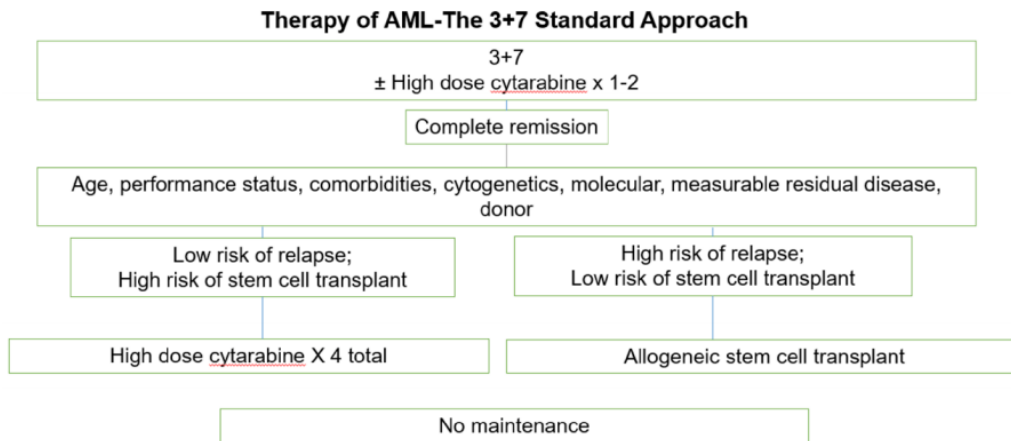 Therapy of AML-The 3+7 Standard Approach
3+7
± High dose cytarabine x 1-2
Complete remission
Age, performance status, comorbidities, cytogenetics, molecular, measurable residual disease,
donor
Low risk of relapse;
High risk of stem cell transplant
High risk of relapse;
Low risk of stem cell transplant
High dose cytarabine X 4 total
Allogeneic stem cell transplant
No maintenance